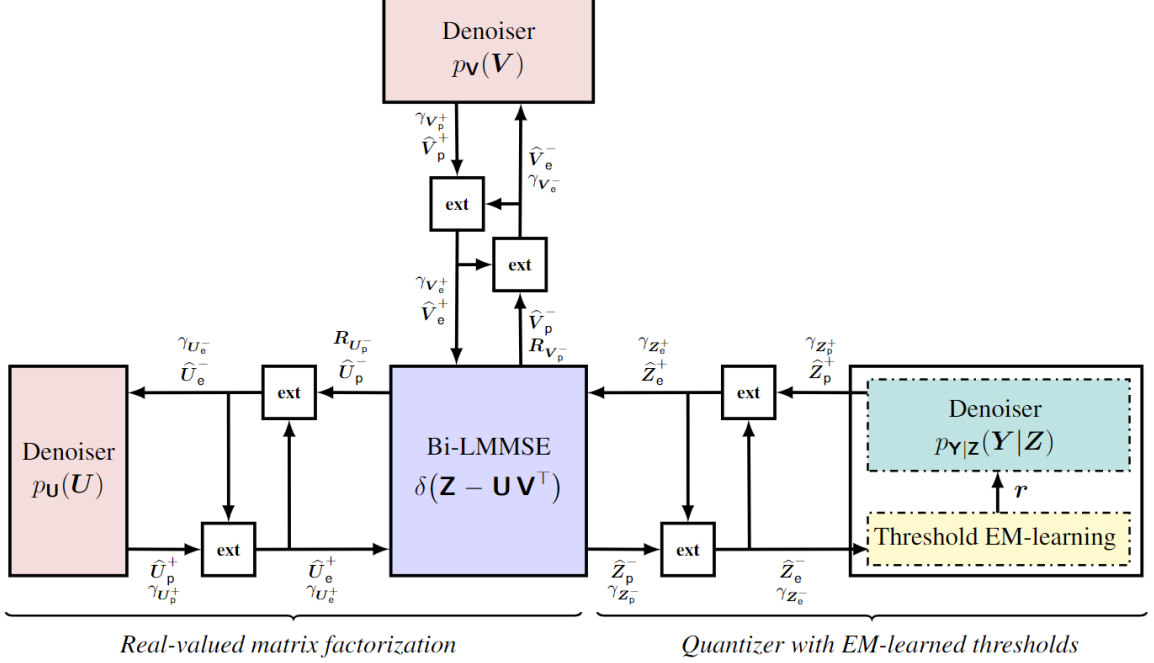 Denoiser
p_𝗩(𝑽)
γ_{𝑽_p^+}
𝑽̂_p^+
𝑽̂_e^-
γ_{𝑽_e^-}
ext
ext
γ_{𝑽_e^+}
𝑽̂_e^+
𝑽̂_p^-
𝑹_{𝑽_p^-}
γ_{𝑼_e^-}
𝑼̂_e^-
𝑹_{𝑼_p^-}
𝑼̂_p^-
γ_{𝒁_e^+}
𝒁̂_e^+
γ_{𝒁_p^+}
𝒁̂_p^+
ext
ext
Denoiser
p_𝗨(𝑼)
Bi-LMMSE
δ(𝗭 − 𝗨 𝗩^⊤)
Denoiser
p_{𝗬|𝗭}(𝒀|𝒁)
𝒓
Threshold EM-learning
ext
ext
𝑼̂_p^+
γ_{𝑼_p^+}
𝑼̂_e^+
γ_{𝑼_e^+}
𝒁̂_p^-
γ_{𝒁_p^-}
𝒁̂_e^-
γ_{𝒁_e^-}
Real-valued matrix factorization
Quantizer with EM-learned thresholds